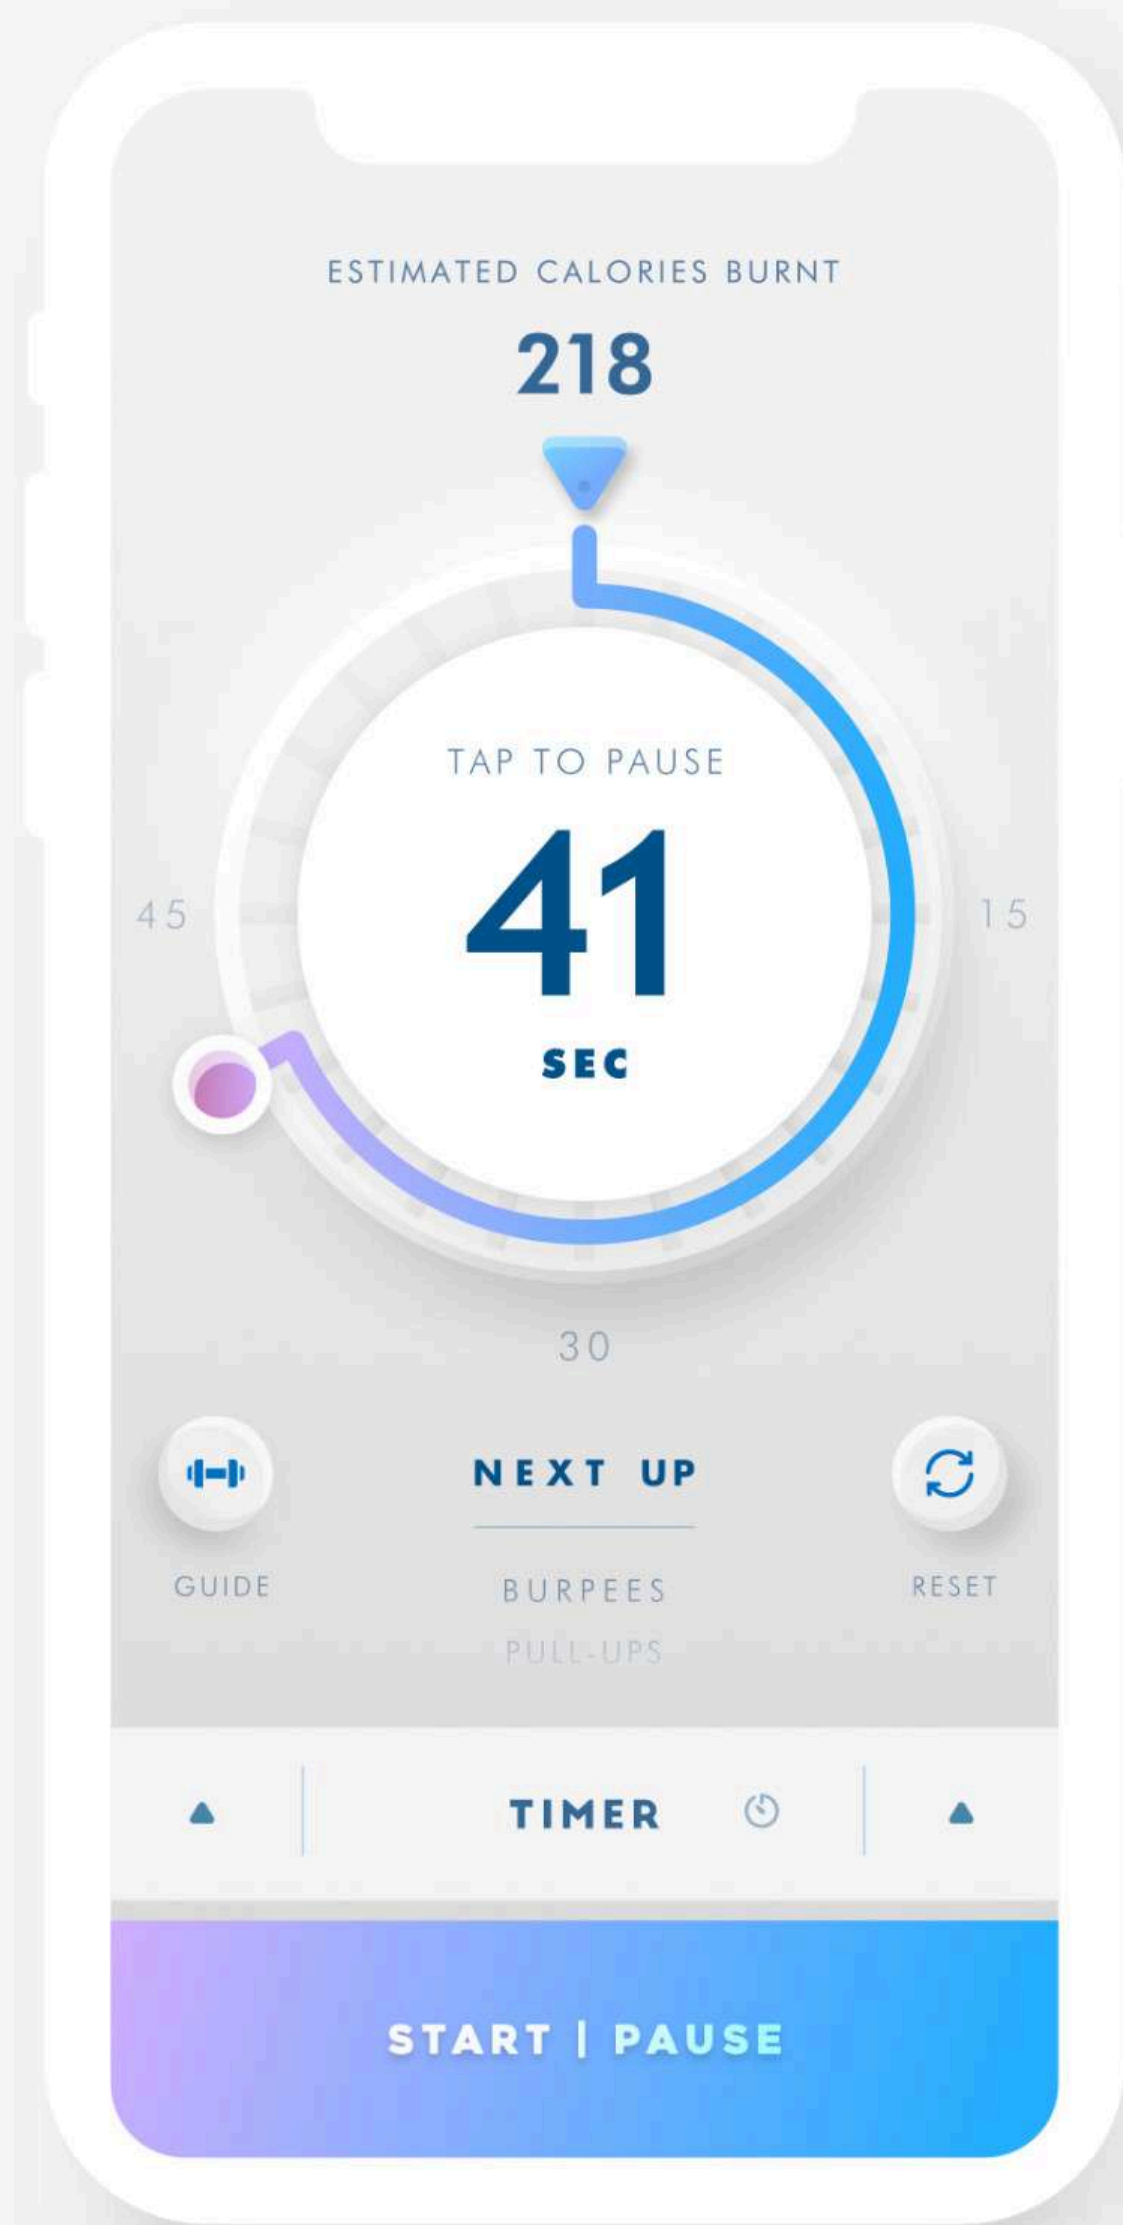 ESTIMATED CALORIES BURNT
218
TAP TO PAUSE
41
SEC
45
15
30
NEXT UP
GUIDE
BURPEES
RESET
PULL-UPS
TIMER
START | PAUSE